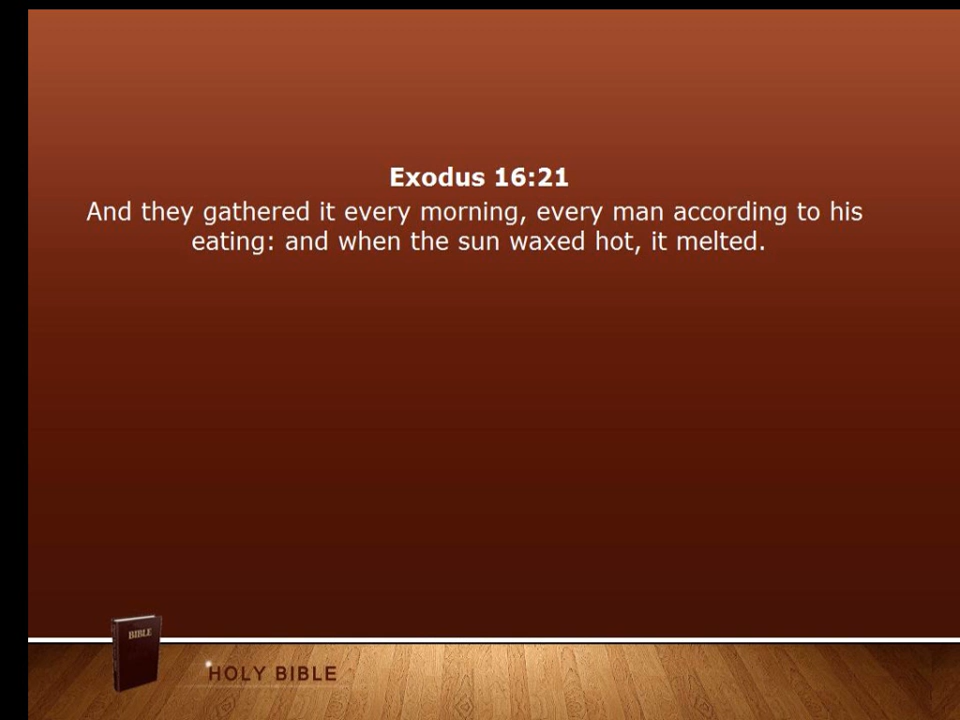 Exodus 16:21
And they gathered it every morning, every man according to his
eating: and when the sun waxed hot, it melted.
BIBLE
HOLY BIBLE